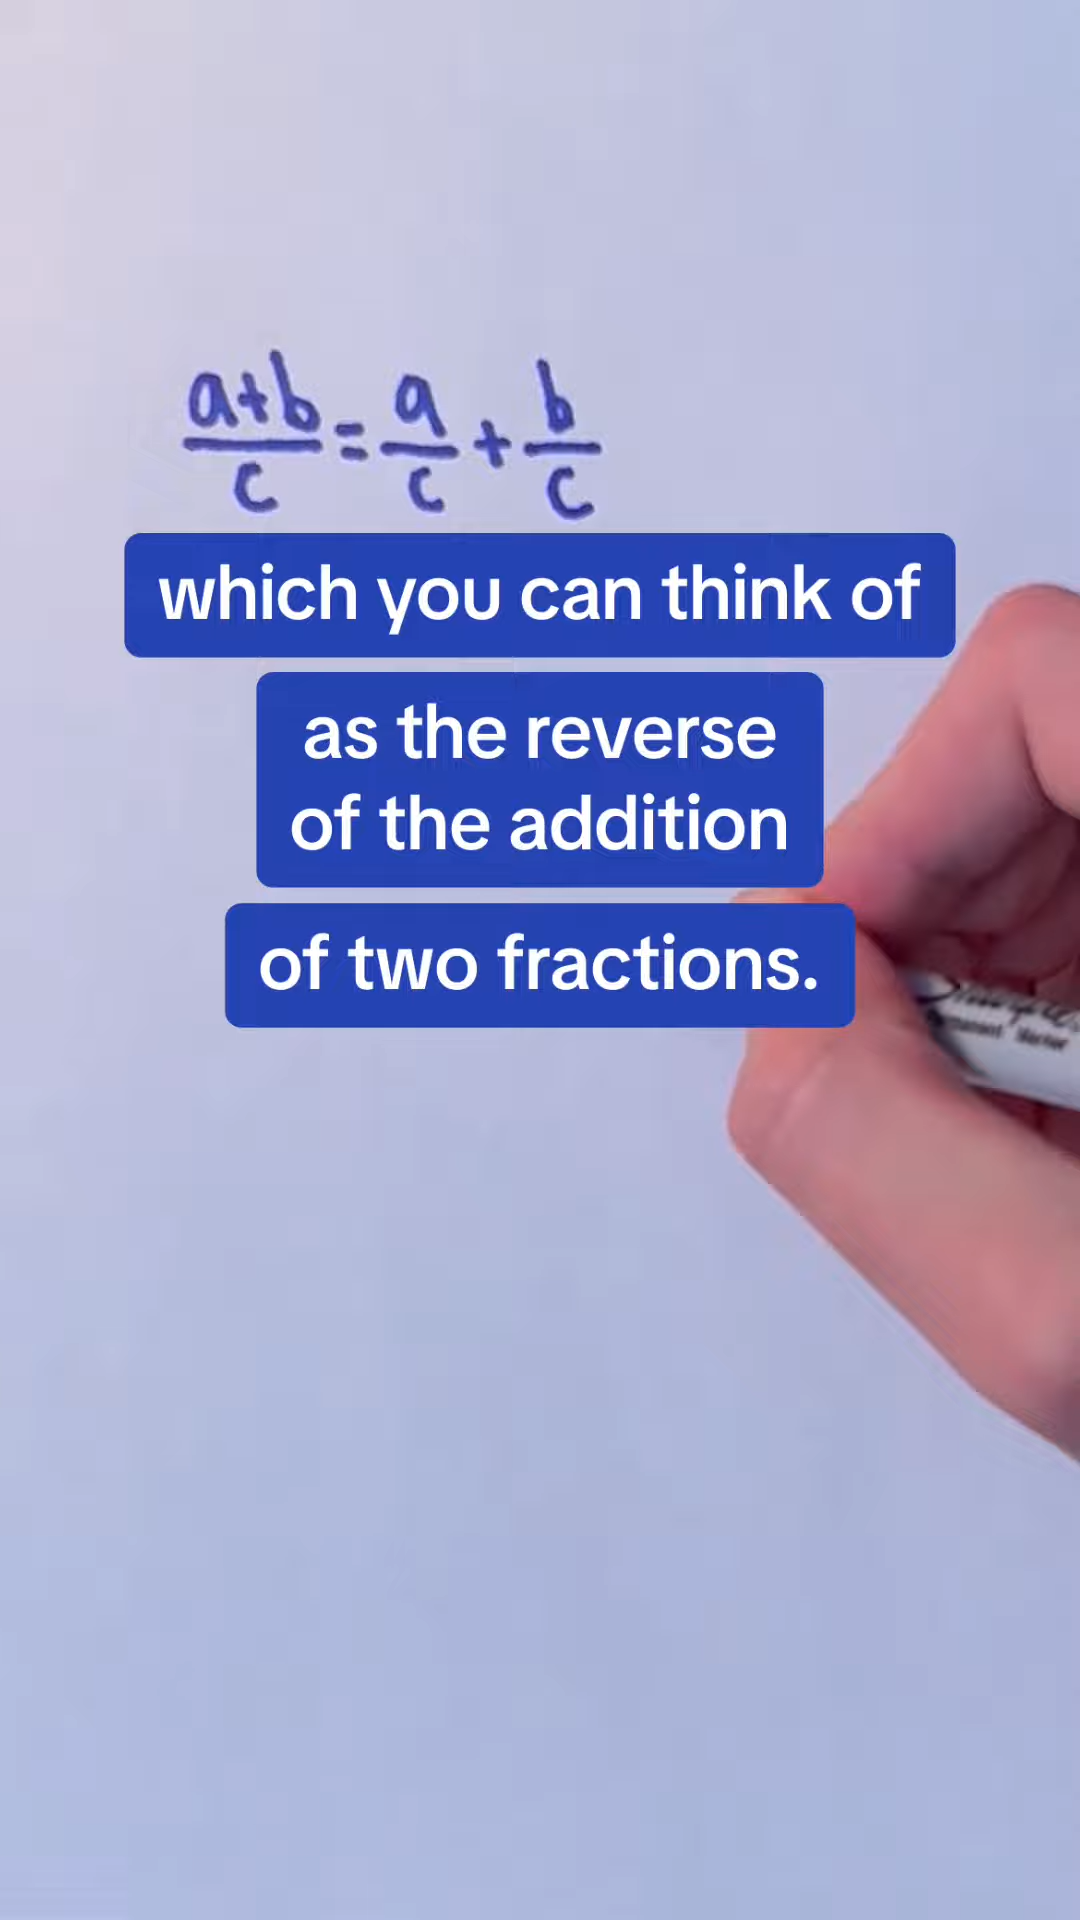 a+b/c = a/c + b/c
which you can think of
as the reverse
of the addition
of two fractions.